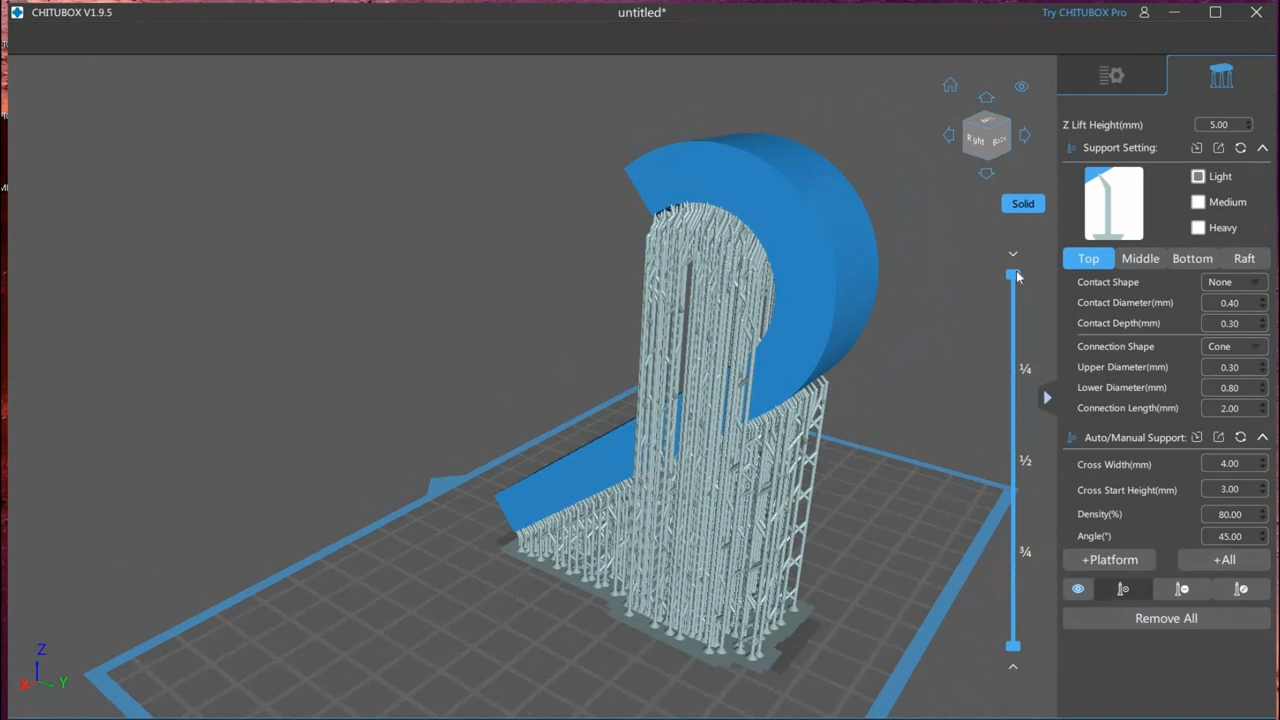 CHITUBOX V1.9.5
untitled*
Try CHITUBOX Pro
Z Lift Height(mm) 5.00
Support Setting:
Light
Medium
Heavy
Right
Back
Solid
Top Middle Bottom Raft
Contact Shape None
Contact Diameter(mm) 0.40
Contact Depth(mm) 0.30
Connection Shape Cone
Upper Diameter(mm) 0.30
Lower Diameter(mm) 0.80
Connection Length(mm) 2.00
Auto/Manual Support:
Cross Width(mm) 4.00
Cross Start Height(mm) 3.00
Density(%) 80.00
Angle(°) 45.00
+Platform +All
Remove All
¼
½
¾
Z
X
Y